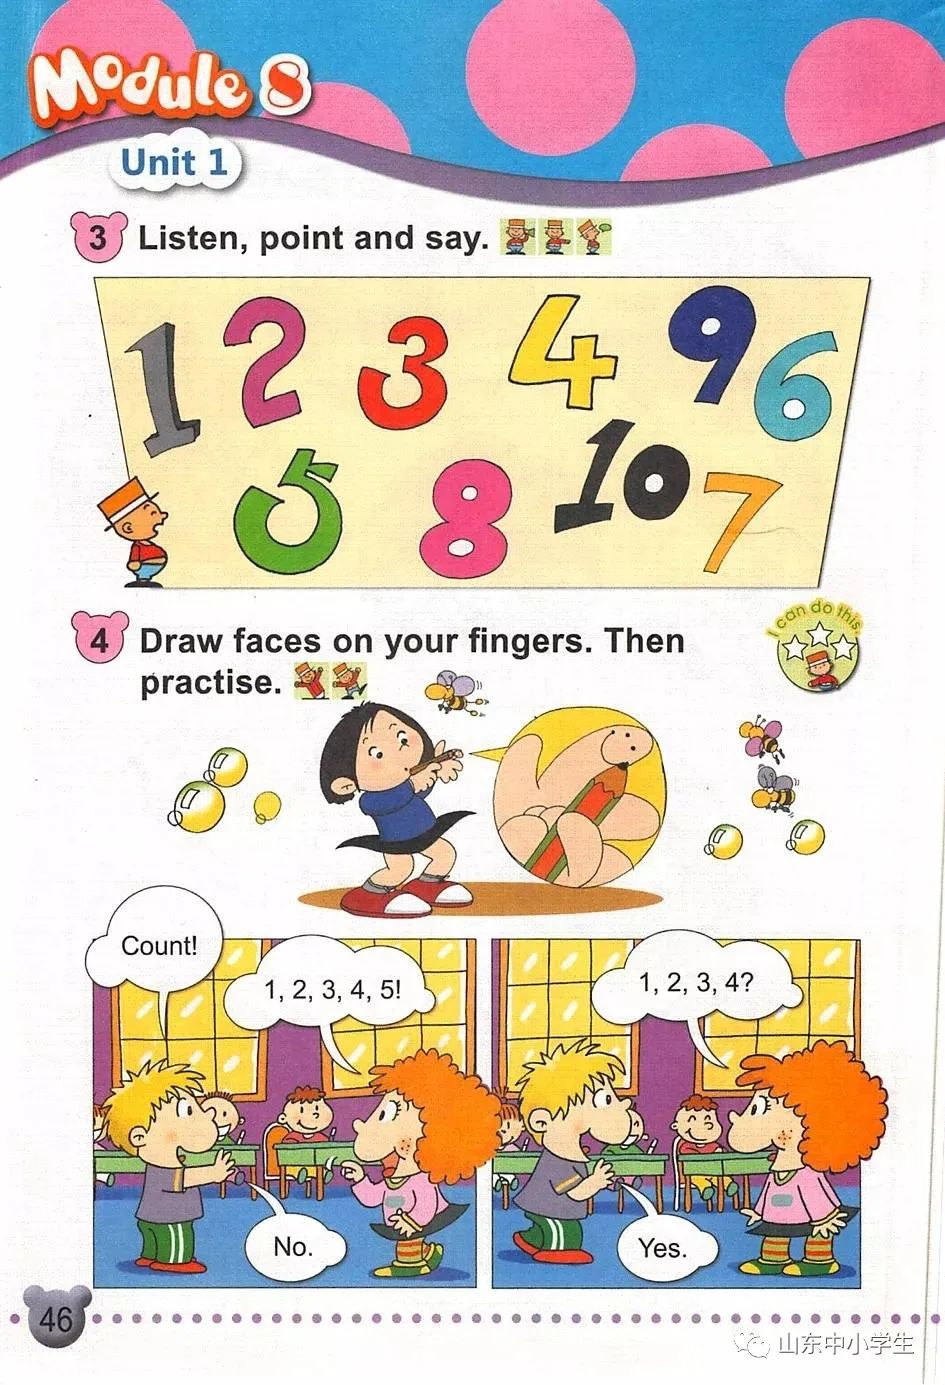 Module 8
Unit 1
3 Listen, point and say.
1 2 3 4 9 6
5 8 10 7
4 Draw faces on your fingers. Then
practise.
I can do this.
Count!
1, 2, 3, 4, 5!
No.
1, 2, 3, 4?
Yes.
46
山东中小学生